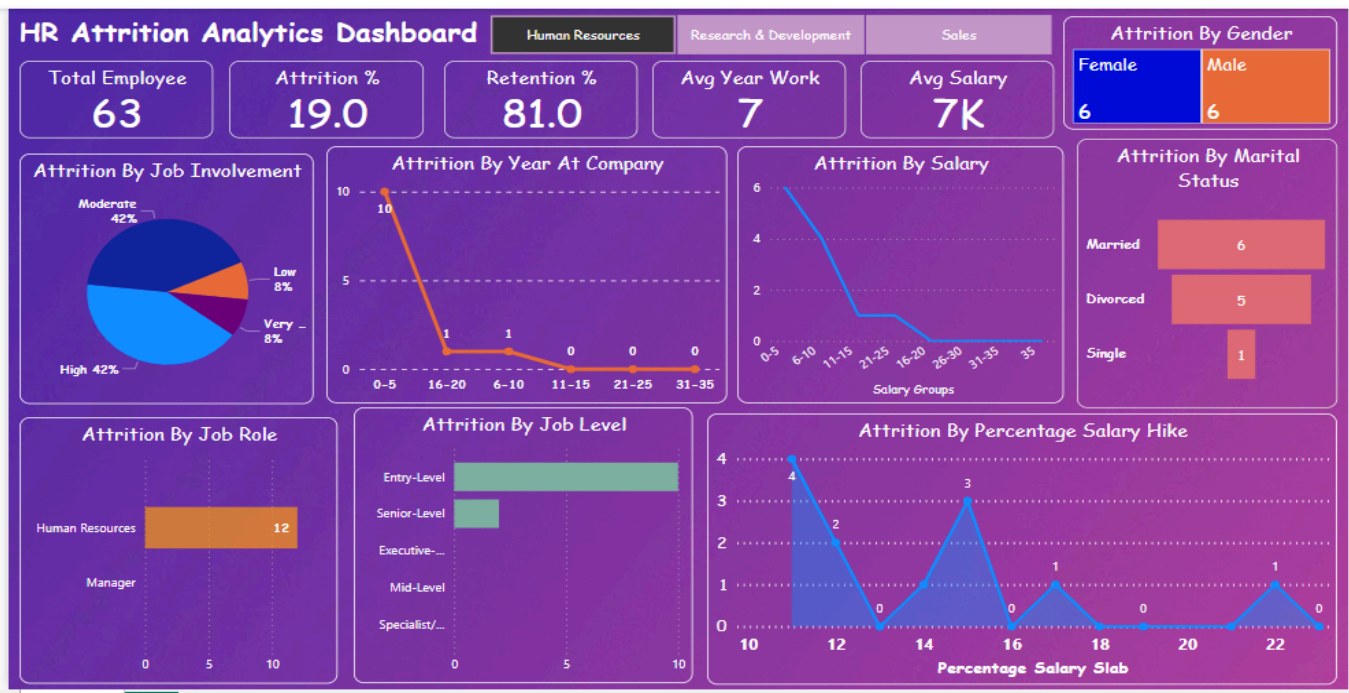 HR Attrition Analytics Dashboard
Human Resources
Research & Development
Sales
Attrition By Gender
Female
6
Male
6
Total Employee
63
Attrition %
19.0
Retention %
81.0
Avg Year Work
7
Avg Salary
7K
Attrition By Job Involvement
Moderate
42%
Low
8%
Very ...
8%
High 42%
Attrition By Year At Company
10
5
0
10
1
1
0
0
0
0-5
16-20
6-10
11-15
21-25
31-35
Attrition By Salary
6
4
2
0
0-5
6-10
11-15
21-25
16-20
26-30
31-35
35
Salary Groups
Attrition By Marital
Status
Married
6
Divorced
5
Single
1
Attrition By Job Role
Human Resources
12
Manager
0
5
10
Attrition By Job Level
Entry-Level
Senior-Level
Executive-...
Mid-Level
Specialist/...
0
5
10
Attrition By Percentage Salary Hike
4
3
2
1
0
4
2
0
3
0
1
0
1
0
10
12
14
16
18
20
22
Percentage Salary Slab